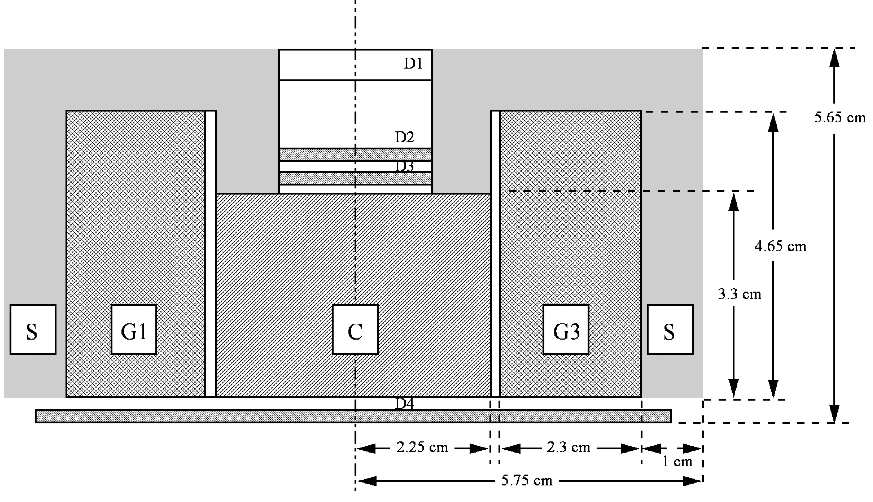 D1
5.65 cm
D2
D3
4.65 cm
3.3 cm
S
G1
C
G3
S
D4
2.25 cm
2.3 cm
1 cm
5.75 cm